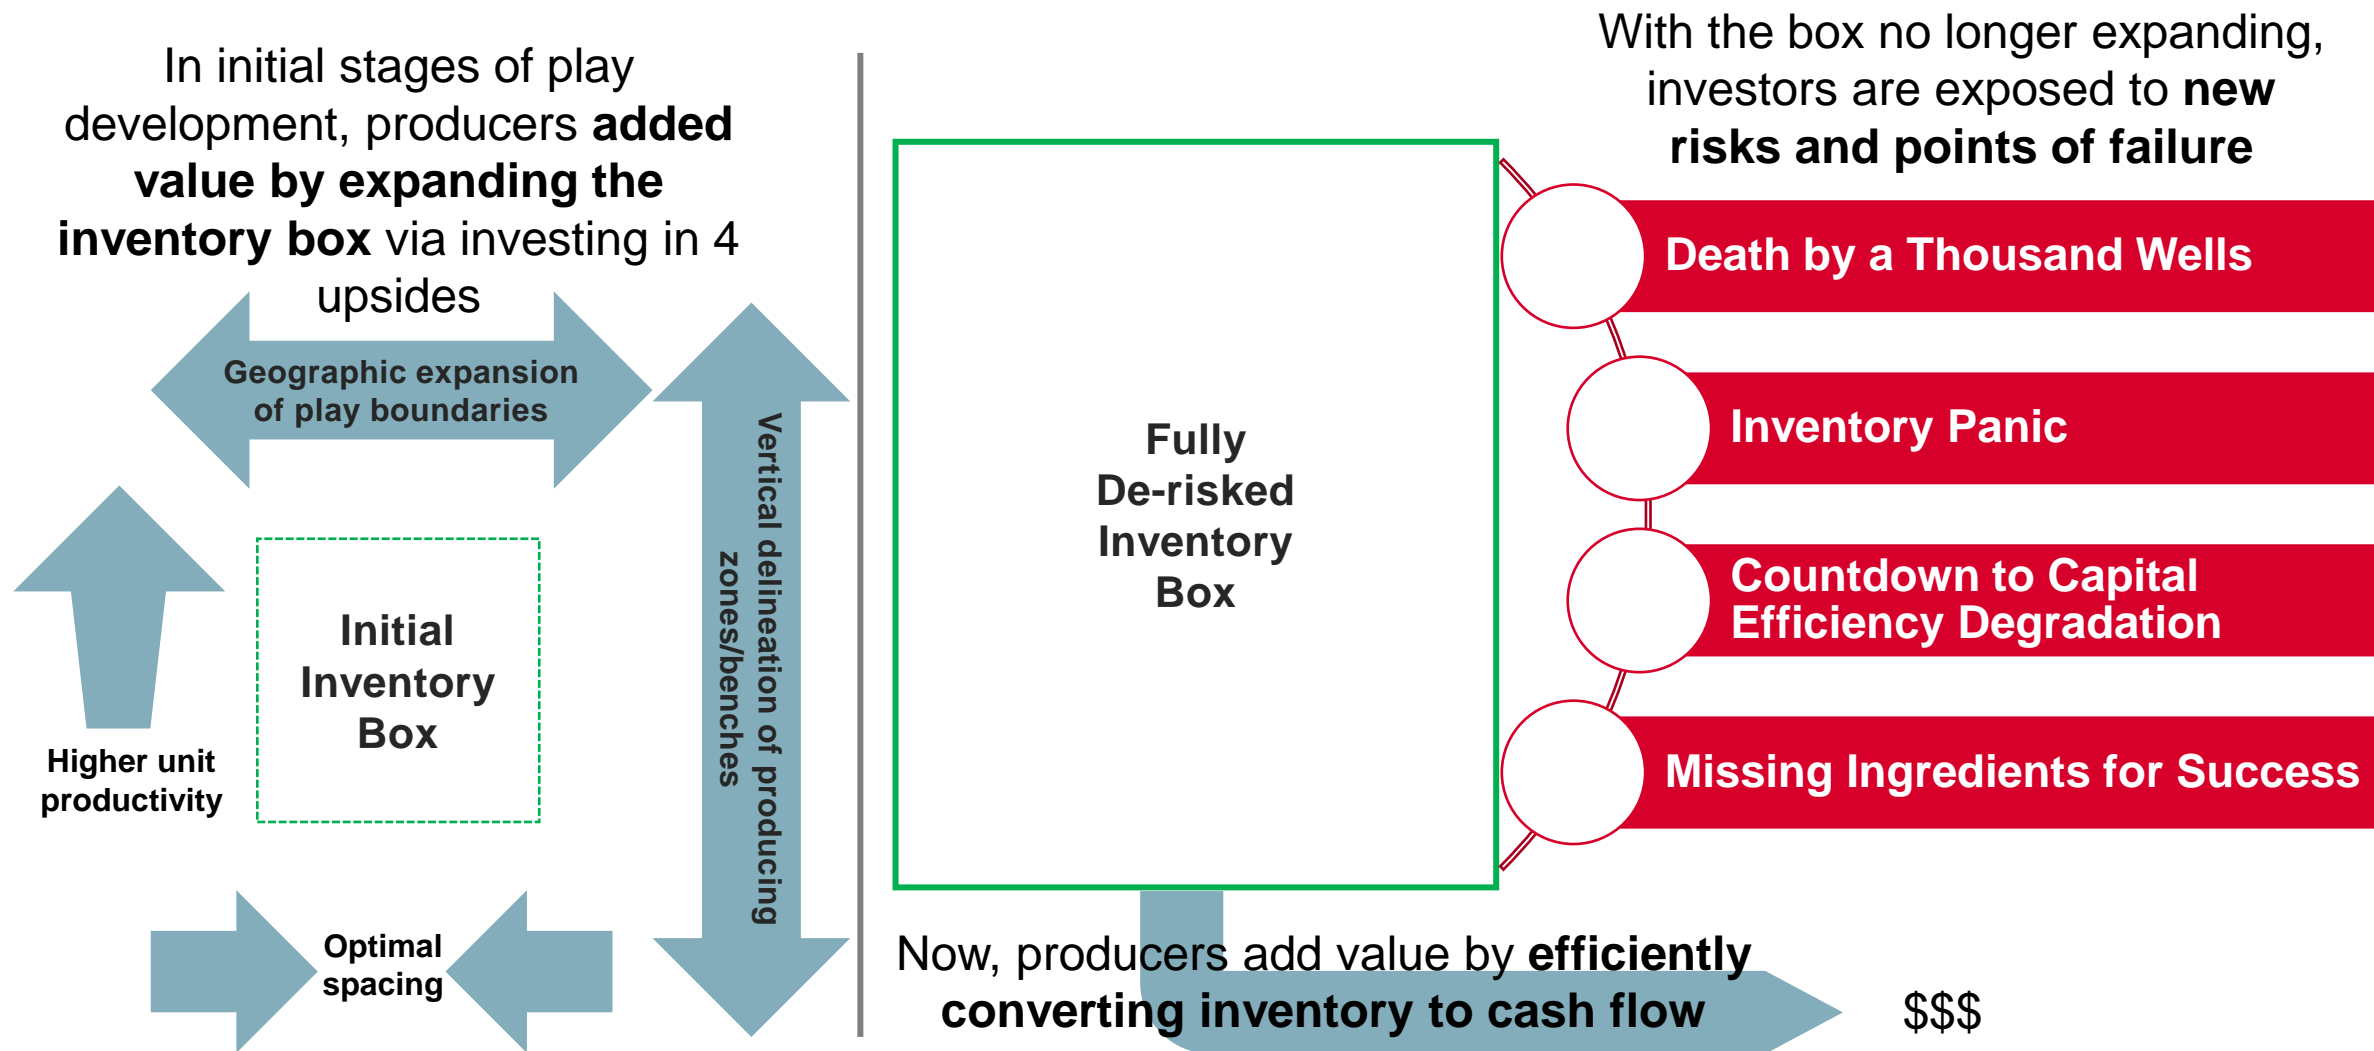 In initial stages of play
development, producers added
value by expanding the
inventory box via investing in 4
upsides
Geographic expansion
of play boundaries
Vertical delineation of producing
zones/benches
Higher unit
productivity
Initial
Inventory
Box
Optimal
spacing
With the box no longer expanding,
investors are exposed to new
risks and points of failure
Fully
De-risked
Inventory
Box
Death by a Thousand Wells
Inventory Panic
Countdown to Capital
Efficiency Degradation
Missing Ingredients for Success
Now, producers add value by efficiently
converting inventory to cash flow
$$$